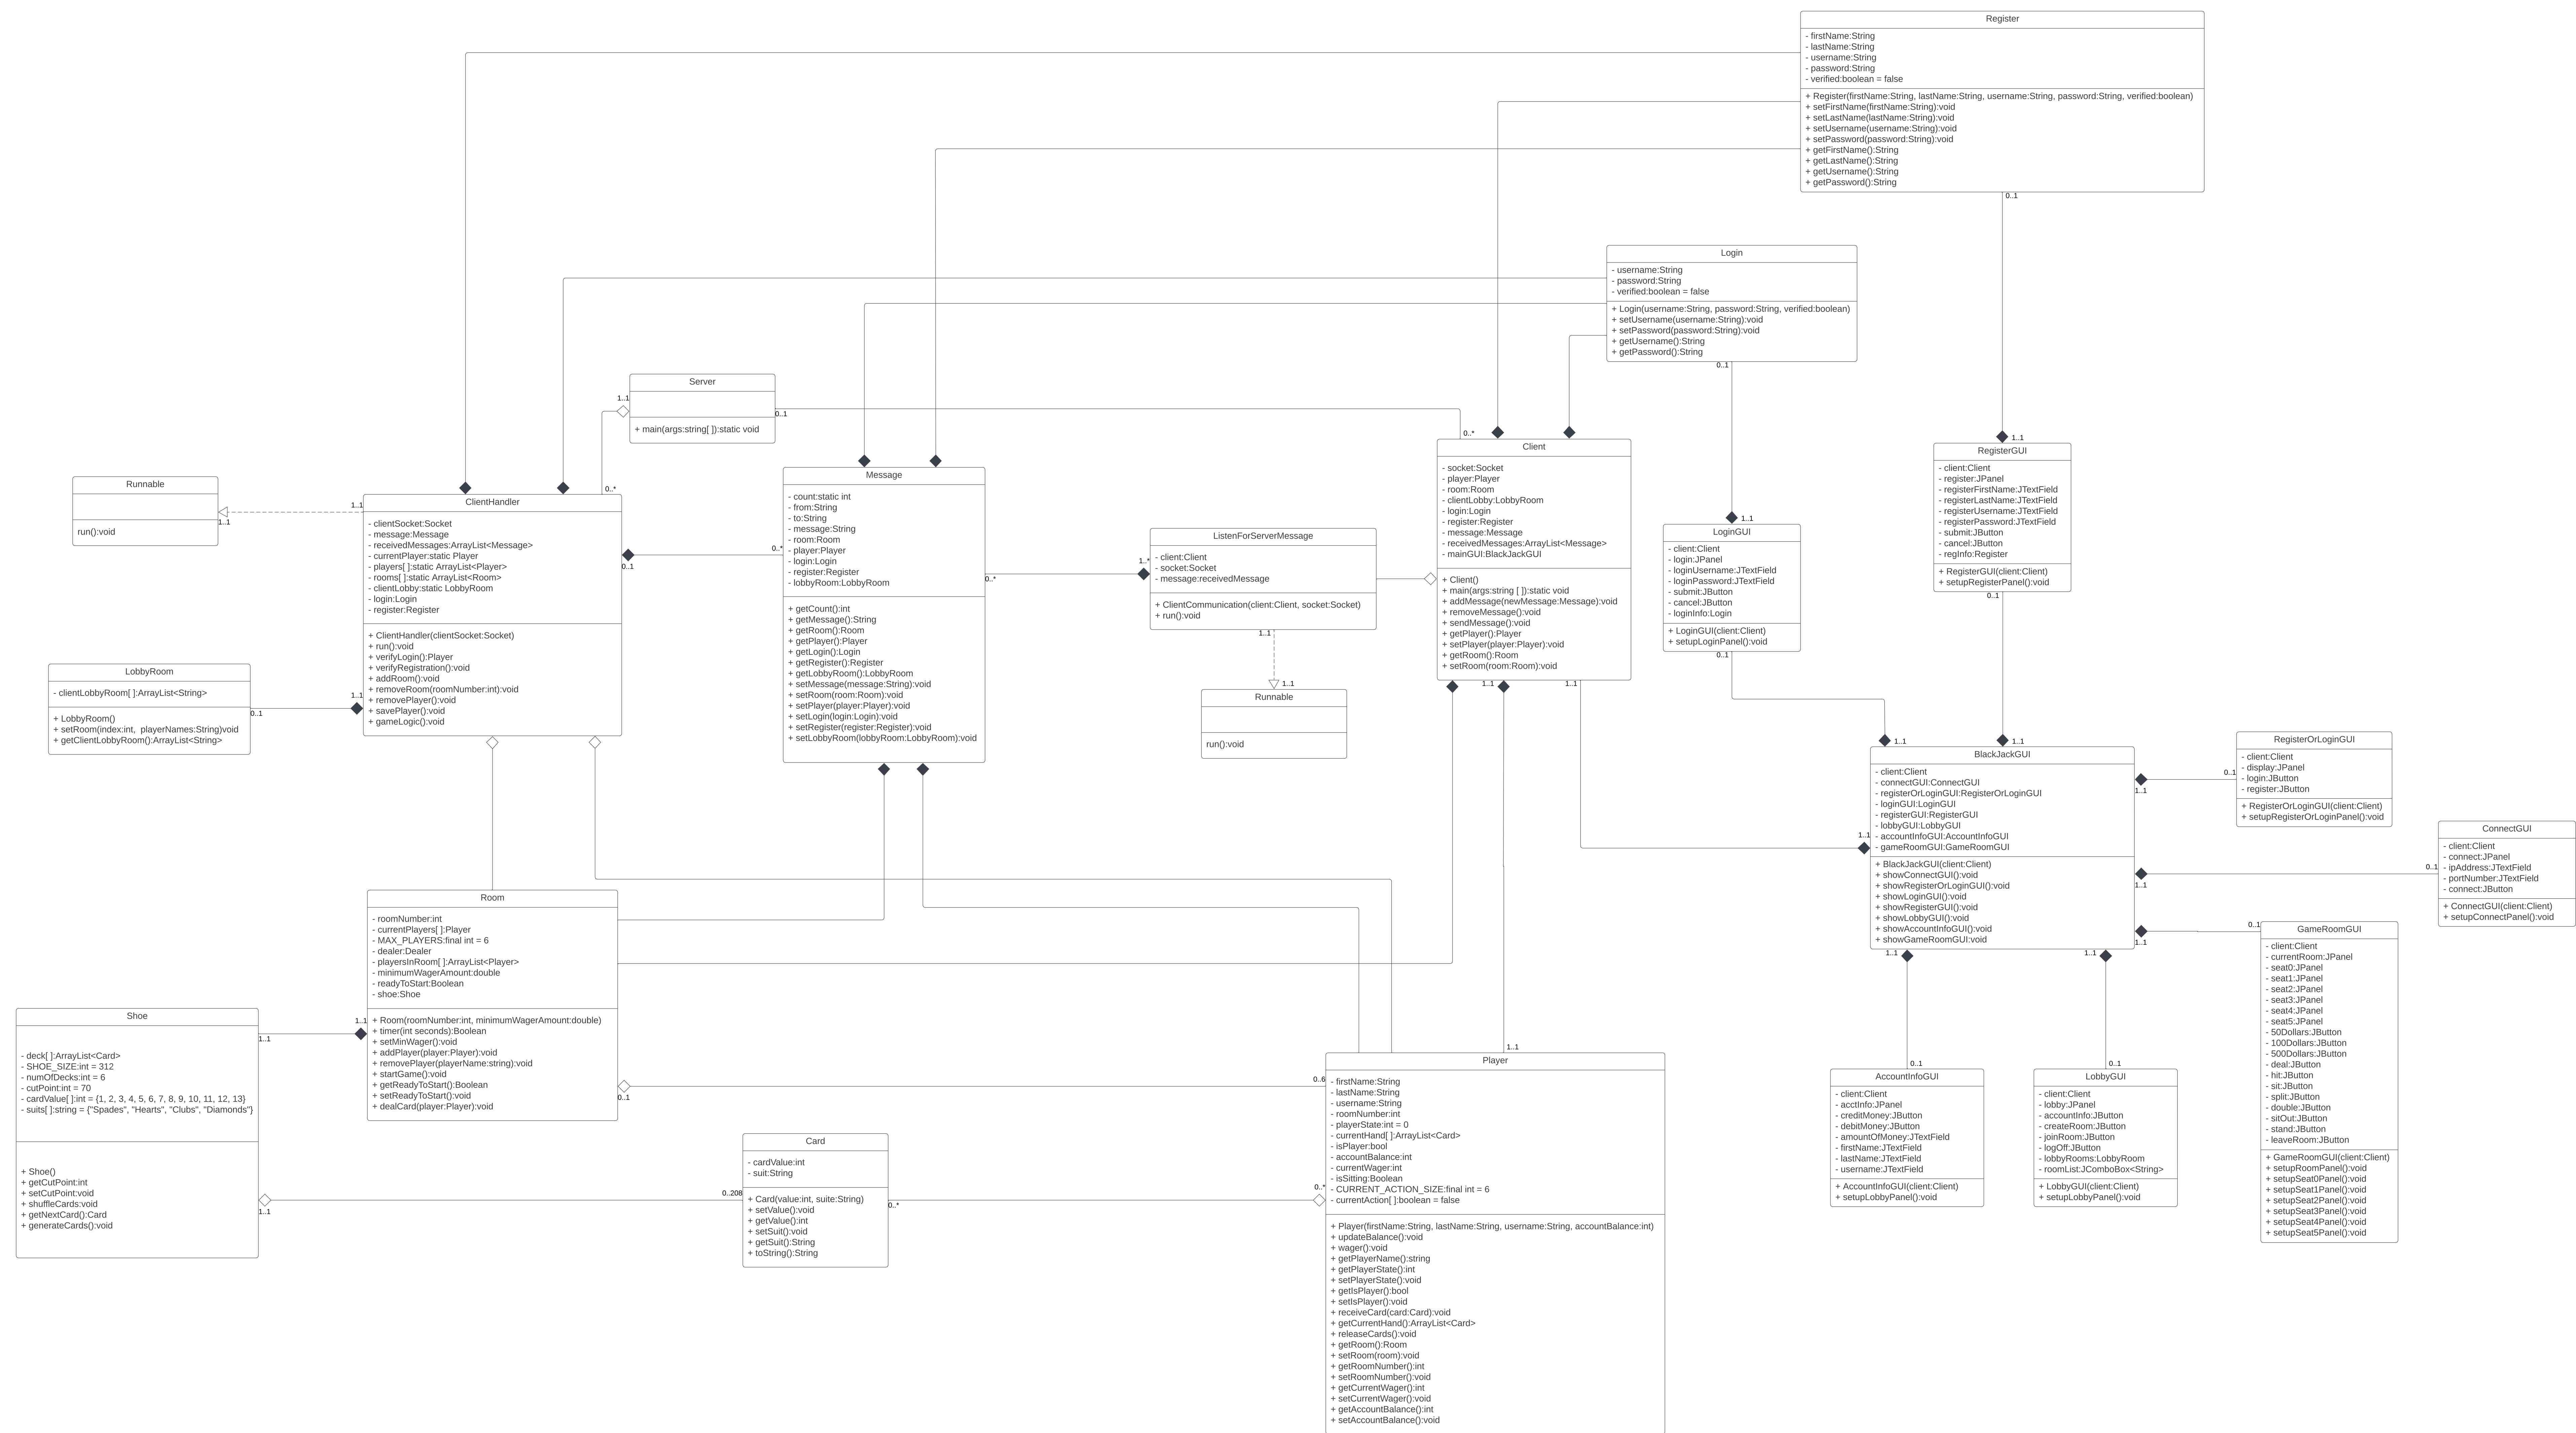 Register
- firstName:String
- lastName:String
- username:String
- password:String
- verified:boolean = false
+ Register(firstName:String, lastName:String, username:String, password:String, verified:boolean)
+ setFirstName(firstName:String):void
+ setLastName(lastName:String):void
+ setUsername(username:String):void
+ setPassword(password:String):void
+ getFirstName():String
+ getLastName():String
+ getUsername():String
+ getPassword():String
0..1
Login
- username:String
- password:String
- verified:boolean = false
+ Login(username:String, password:String, verified:boolean)
+ setUsername(username:String):void
+ setPassword(password:String):void
+ getUsername():String
+ getPassword():String
0..1
Server
+ main(args:string[ ]):static void
1..1
0..1
0..*
0..*
Runnable
run():void
1..1
1..1
ClientHandler
- clientSocket:Socket
- message:Message
- receivedMessages:ArrayList<Message>
- currentPlayer:static Player
- players[ ]:static ArrayList<Player>
- rooms[ ]:static ArrayList<Room>
- clientLobby:static LobbyRoom
- login:Login
- register:Register
+ ClientHandler(clientSocket:Socket)
+ run():void
+ verifyLogin():Player
+ verifyRegistration():void
+ addRoom():void
+ removeRoom(roomNumber:int):void
+ removePlayer():void
+ savePlayer():void
+ gameLogic():void
0..1
0..*
Message
- count:static int
- from:String
- to:String
- message:String
- room:Room
- player:Player
- login:Login
- register:Register
- lobbyRoom:LobbyRoom
+ getCount():int
+ getMessage():String
+ getRoom():Room
+ getPlayer():Player
+ getLogin():Login
+ getRegister():Register
+ getLobbyRoom():LobbyRoom
+ setMessage(message:String):void
+ setRoom(room:Room):void
+ setPlayer(player:Player):void
+ setLogin(login:Login):void
+ setRegister(register:Register):void
+ setLobbyRoom(lobbyRoom:LobbyRoom):void
0..*
1..*
ListenForServerMessage
- client:Client
- socket:Socket
- message:receivedMessage
+ ClientCommunication(client:Client, socket:Socket)
+ run():void
1..1
1..1
Runnable
run():void
Client
- socket:Socket
- player:Player
- room:Room
- clientLobby:LobbyRoom
- login:Login
- register:Register
- message:Message
- receivedMessages:ArrayList<Message>
- mainGUI:BlackJackGUI
+ Client()
+ main(args:string [ ]):static void
+ addMessage(newMessage:Message):void
+ removeMessage():void
+ sendMessage():void
+ getPlayer():Player
+ setPlayer(player:Player):void
+ getRoom():Room
+ setRoom(room:Room):void
1..1
1..1
1..1
LoginGUI
- client:Client
- login:JPanel
- loginUsername:JTextField
- loginPassword:JTextField
- submit:JButton
- cancel:JButton
- loginInfo:Login
+ LoginGUI(client:Client)
+ setupLoginPanel():void
0..1
1..1
RegisterGUI
- client:Client
- register:JPanel
- registerFirstName:JTextField
- registerLastName:JTextField
- registerUsername:JTextField
- registerPassword:JTextField
- submit:JButton
- cancel:JButton
- regInfo:Register
+ RegisterGUI(client:Client)
+ setupRegisterPanel():void
0..1
LobbyRoom
- clientLobbyRoom[ ]:ArrayList<String>
+ LobbyRoom()
+ setRoom(index:int,  playerNames:String)void
+ getClientLobbyRoom():ArrayList<String>
0..1
1..1
1..1
1..1
BlackJackGUI
- client:Client
- connectGUI:ConnectGUI
- registerOrLoginGUI:RegisterOrLoginGUI
- loginGUI:LoginGUI
- registerGUI:RegisterGUI
- lobbyGUI:LobbyGUI
- accountInfoGUI:AccountInfoGUI
- gameRoomGUI:GameRoomGUI
+ BlackJackGUI(client:Client)
+ showConnectGUI():void
+ showRegisterOrLoginGUI():void
+ showLoginGUI():void
+ showRegisterGUI():void
+ showLobbyGUI():void
+ showAccountInfoGUI():void
+ showGameRoomGUI:void
1..1
1..1
1..1
1..1
1..1
1..1
RegisterOrLoginGUI
- client:Client
- display:JPanel
- login:JButton
- register:JButton
+ RegisterOrLoginGUI(client:Client)
+ setupRegisterOrLoginPanel():void
0..1
ConnectGUI
- client:Client
- connect:JPanel
- ipAddress:JTextField
- portNumber:JTextField
- connect:JButton
+ ConnectGUI(client:Client)
+ setupConnectPanel():void
0..1
GameRoomGUI
- client:Client
- currentRoom:JPanel
- seat0:JPanel
- seat1:JPanel
- seat2:JPanel
- seat3:JPanel
- seat4:JPanel
- seat5:JPanel
- 50Dollars:JButton
- 100Dollars:JButton
- 500Dollars:JButton
- deal:JButton
- hit:JButton
- sit:JButton
- split:JButton
- double:JButton
- sitOut:JButton
- stand:JButton
- leaveRoom:JButton
+ GameRoomGUI(client:Client)
+ setupRoomPanel():void
+ setupSeat0Panel():void
+ setupSeat1Panel():void
+ setupSeat2Panel():void
+ setupSeat3Panel():void
+ setupSeat4Panel():void
+ setupSeat5Panel():void
0..1
Room
- roomNumber:int
- currentPlayers[ ]:Player
- MAX_PLAYERS:final int = 6
- dealer:Dealer
- playersInRoom[ ]:ArrayList<Player>
- minimumWagerAmount:double
- readyToStart:Boolean
- shoe:Shoe
+ Room(roomNumber:int, minimumWagerAmount:double)
+ timer(int seconds):Boolean
+ setMinWager():void
+ addPlayer(player:Player):void
+ removePlayer(playerName:string):void
+ startGame():void
+ getReadyToStart():Boolean
+ setReadyToStart():void
+ dealCard(player:Player):void
1..1
1..1
0..1
0..6
Shoe
- deck[ ]:ArrayList<Card>
- SHOE_SIZE:int = 312
- numOfDecks:int = 6
- cutPoint:int = 70
- cardValue[ ]:int = {1, 2, 3, 4, 5, 6, 7, 8, 9, 10, 11, 12, 13}
- suits[ ]:string = {"Spades", "Hearts", "Clubs", "Diamonds"}
+ Shoe()
+ getCutPoint:int
+ setCutPoint:void
+ shuffleCards:void
+ getNextCard():Card
+ generateCards():void
1..1
0..208
Card
- cardValue:int
- suit:String
+ Card(value:int, suite:String)
+ setValue():void
+ getValue():int
+ setSuit():void
+ getSuit():String
+ toString():String
0..*
0..*
1..1
Player
- firstName:String
- lastName:String
- username:String
- roomNumber:int
- playerState:int = 0
- currentHand[ ]:ArrayList<Card>
- isPlayer:bool
- accountBalance:int
- currentWager:int
- isSitting:Boolean
- CURRENT_ACTION_SIZE:final int = 6
- currentAction[ ]:boolean = false
+ Player(firstName:String, lastName:String, username:String, accountBalance:int)
+ updateBalance():void
+ wager():void
+ getPlayerName():string
+ getPlayerState():int
+ setPlayerState():void
+ getIsPlayer():bool
+ setIsPlayer():void
+ receiveCard(card:Card):void
+ getCurrentHand():ArrayList<Card>
+ releaseCards():void
+ getRoom():Room
+ setRoom(room):void
+ getRoomNumber():int
+ setRoomNumber():void
+ getCurrentWager():int
+ setCurrentWager():void
+ getAccountBalance():int
+ setAccountBalance():void
0..1
AccountInfoGUI
- client:Client
- acctInfo:JPanel
- creditMoney:JButton
- debitMoney:JButton
- amountOfMoney:JTextField
- firstName:JTextField
- lastName:JTextField
- username:JTextField
+ AccountInfoGUI(client:Client)
+ setupLobbyPanel():void
0..1
LobbyGUI
- client:Client
- lobby:JPanel
- accountInfo:JButton
- createRoom:JButton
- joinRoom:JButton
- logOff:JButton
- lobbyRooms:LobbyRoom
- roomList:JComboBox<String>
+ LobbyGUI(client:Client)
+ setupLobbyPanel():void